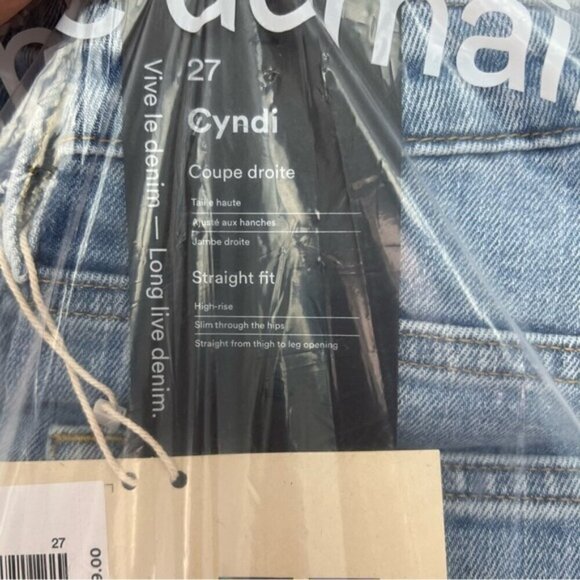 27
Cyndi
Coupe droite
Taille haute
Ajusté aux hanches
Jambe droite
Straight fit
High-rise
Slim through the hips
Straight from thigh to leg opening
Vive le denim — Long live denim.
27